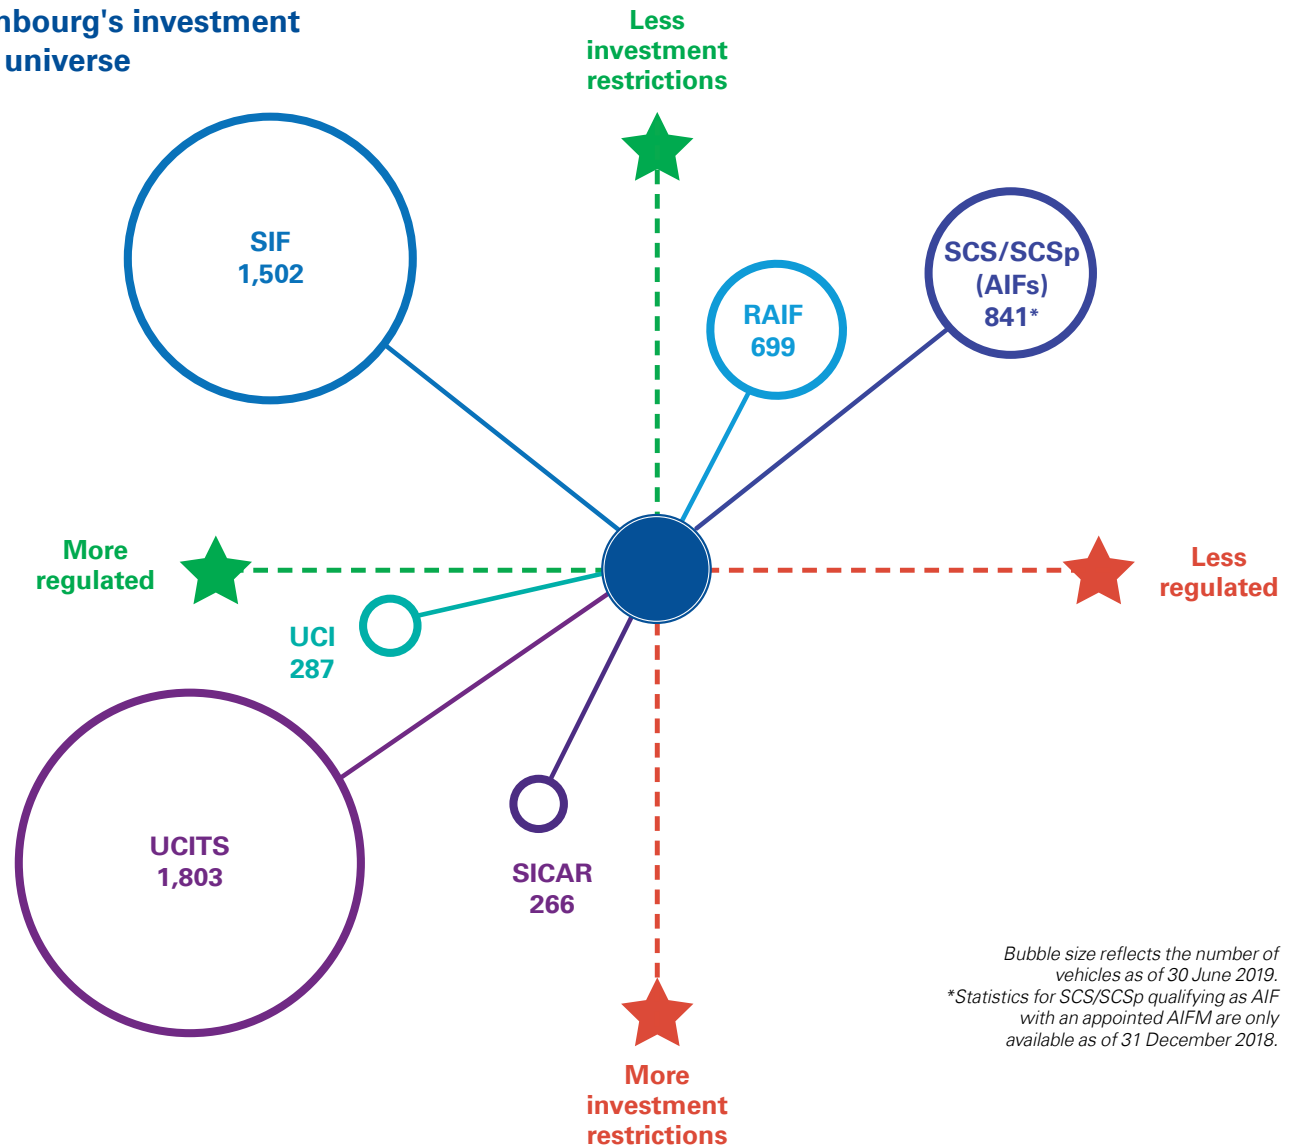 nbourg's investment
universe
Less
investment
restrictions
SIF
1,502
SCS/SCSp
(AIFs)
841*
RAIF
699
More
regulated
Less
regulated
UCI
287
UCITS
1,803
SICAR
266
Bubble size reflects the number of
vehicles as of 30 June 2019.
*Statistics for SCS/SCSp qualifying as AIF
with an appointed AIFM are only
available as of 31 December 2018.
More
investment
restrictions